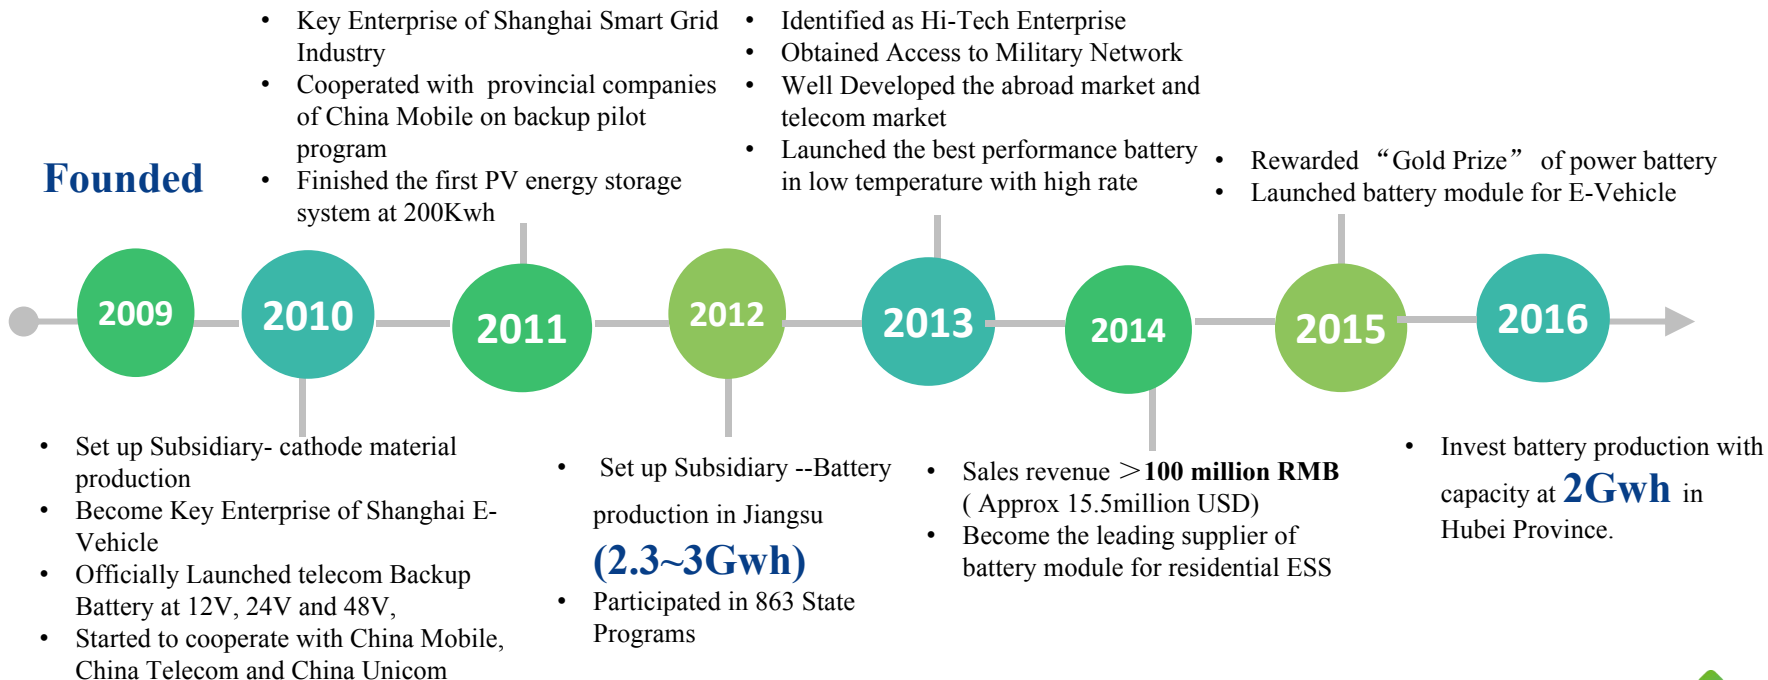 Founded
• Key Enterprise of Shanghai Smart Grid
Industry
• Cooperated with provincial companies
of China Mobile on backup pilot
program
• Finished the first PV energy storage
system at 200Kwh
• Identified as Hi-Tech Enterprise
• Obtained Access to Military Network
• Well Developed the abroad market and
telecom market
• Launched the best performance battery
in low temperature with high rate
• Rewarded “Gold Prize” of power battery
• Launched battery module for E-Vehicle
2009
2010
2011
2012
2013
2014
2015
2016
• Set up Subsidiary- cathode material
production
• Become Key Enterprise of Shanghai E-
Vehicle
• Officially Launched telecom Backup
Battery at 12V, 24V and 48V,
• Started to cooperate with China Mobile,
China Telecom and China Unicom
• Set up Subsidiary --Battery
production in Jiangsu
(2.3~3Gwh)
• Participated in 863 State
Programs
• Sales revenue ＞100 million RMB
( Approx 15.5million USD)
• Become the leading supplier of
battery module for residential ESS
• Invest battery production with
capacity at 2Gwh in
Hubei Province.